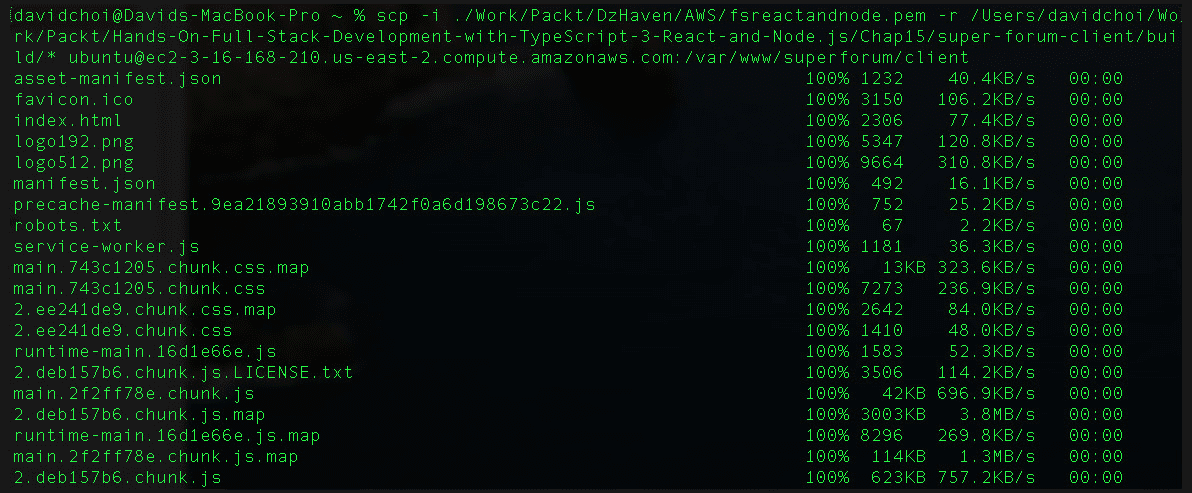 davidchoi@Davids-MacBook-Pro ~ % scp -i ./Work/Packt/DzHaven/AWS/fsreactandnode.pem -r /Users/davidchoi/Wo
rk/Packt/Hands-On-Full-Stack-Development-with-TypeScript-3-React-and-Node.js/Chap15/super-forum-client/bui
ld/* ubuntu@ec2-3-16-168-210.us-east-2.compute.amazonaws.com:/var/www/superforum/client
asset-manifest.json 100% 1232 40.4KB/s 00:00
favicon.ico 100% 3150 106.2KB/s 00:00
index.html 100% 2306 77.4KB/s 00:00
logo192.png 100% 5347 120.8KB/s 00:00
logo512.png 100% 9664 310.8KB/s 00:00
manifest.json 100% 492 16.1KB/s 00:00
precache-manifest.9ea21893910abb1742f0a6d198673c22.js 100% 752 25.2KB/s 00:00
robots.txt 100% 67 2.2KB/s 00:00
service-worker.js 100% 1181 36.3KB/s 00:00
main.743c1205.chunk.css.map 100% 13KB 323.6KB/s 00:00
main.743c1205.chunk.css 100% 7273 236.9KB/s 00:00
2.ee241de9.chunk.css.map 100% 2642 84.0KB/s 00:00
2.ee241de9.chunk.css 100% 1410 48.0KB/s 00:00
runtime-main.16d1e66e.js 100% 1583 52.3KB/s 00:00
2.deb157b6.chunk.js.LICENSE.txt 100% 3506 114.2KB/s 00:00
main.2f2ff78e.chunk.js 100% 42KB 696.9KB/s 00:00
2.deb157b6.chunk.js.map 100% 3003KB 3.8MB/s 00:00
runtime-main.16d1e66e.js.map 100% 8296 269.8KB/s 00:00
main.2f2ff78e.chunk.js.map 100% 114KB 1.3MB/s 00:00
2.deb157b6.chunk.js 100% 623KB 757.2KB/s 00:00